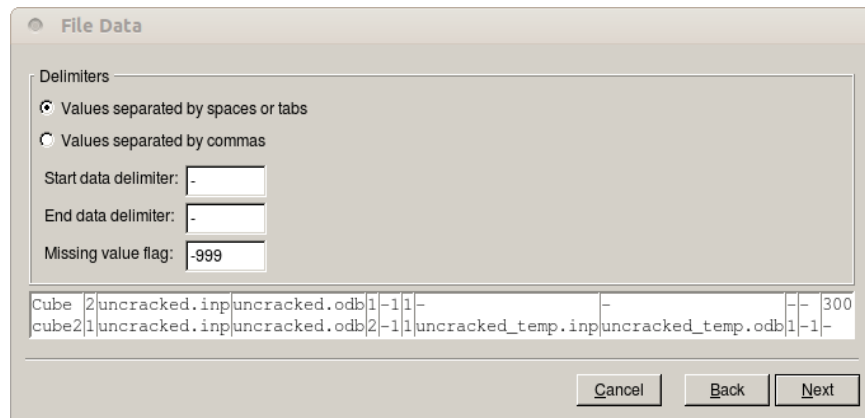 File Data
Delimiters
Values separated by spaces or tabs
Values separated by commas
Start data delimiter: -
End data delimiter: -
Missing value flag: -999
Cube 2 uncracked.inp uncracked.odb 1 -1 1 - - - - 300
cube2 1 uncracked.inp uncracked.odb 2 -1 1 uncracked_temp.inp uncracked_temp.odb 1 -1 -
Cancel Back Next